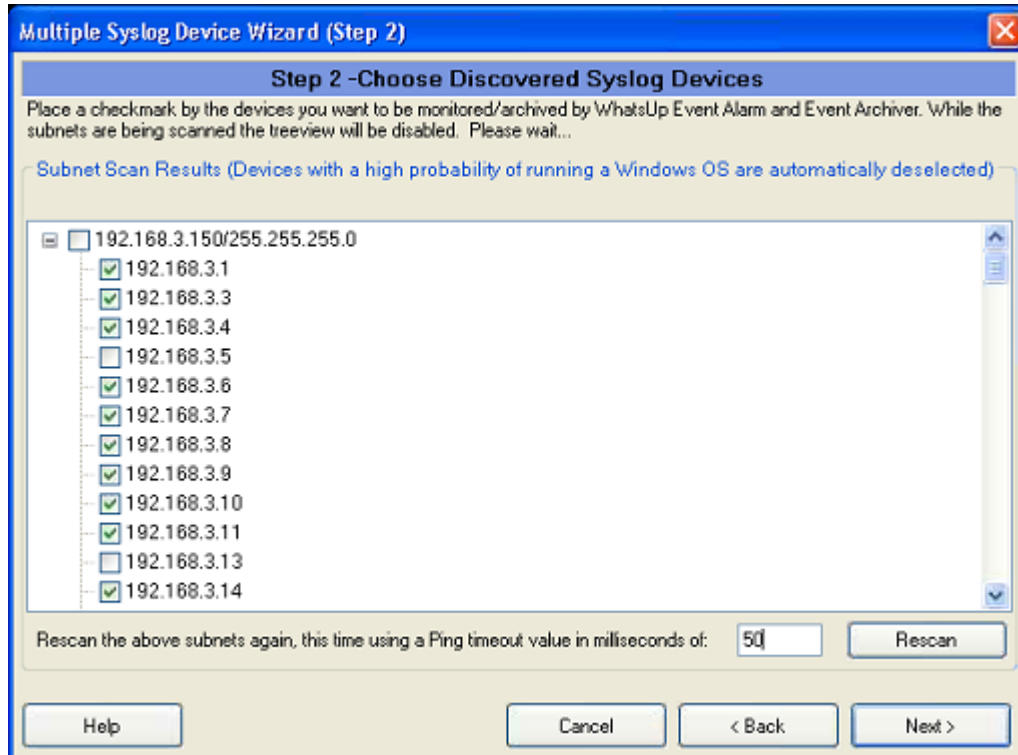 Multiple Syslog Device Wizard (Step 2)
Step 2 -Choose Discovered Syslog Devices
Place a checkmark by the devices you want to be monitored/archived by WhatsUp Event Alarm and Event Archiver. While the
subnets are being scanned the treeview will be disabled. Please wait...
Subnet Scan Results (Devices with a high probability of running a Windows OS are automatically deselected)
192.168.3.150/255.255.255.0
192.168.3.1
192.168.3.3
192.168.3.4
192.168.3.5
192.168.3.6
192.168.3.7
192.168.3.8
192.168.3.9
192.168.3.10
192.168.3.11
192.168.3.13
192.168.3.14
Rescan the above subnets again, this time using a Ping timeout value in milliseconds of: 50 Rescan
Help Cancel < Back Next >